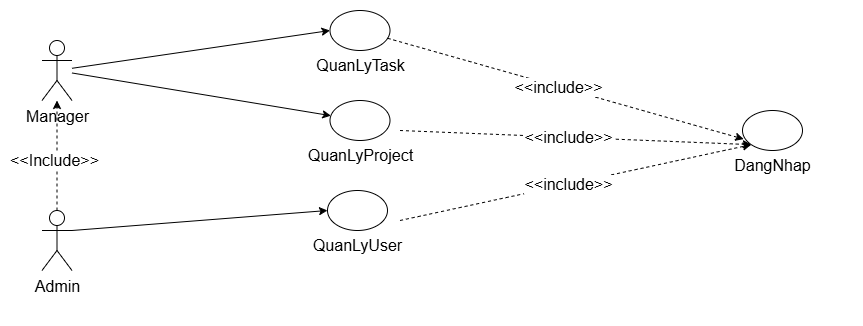 QuanLyTask
<<include>>
Manager
QuanLyProject
<<include>>
DangNhap
<<Include>>
<<include>>
QuanLyUser
Admin